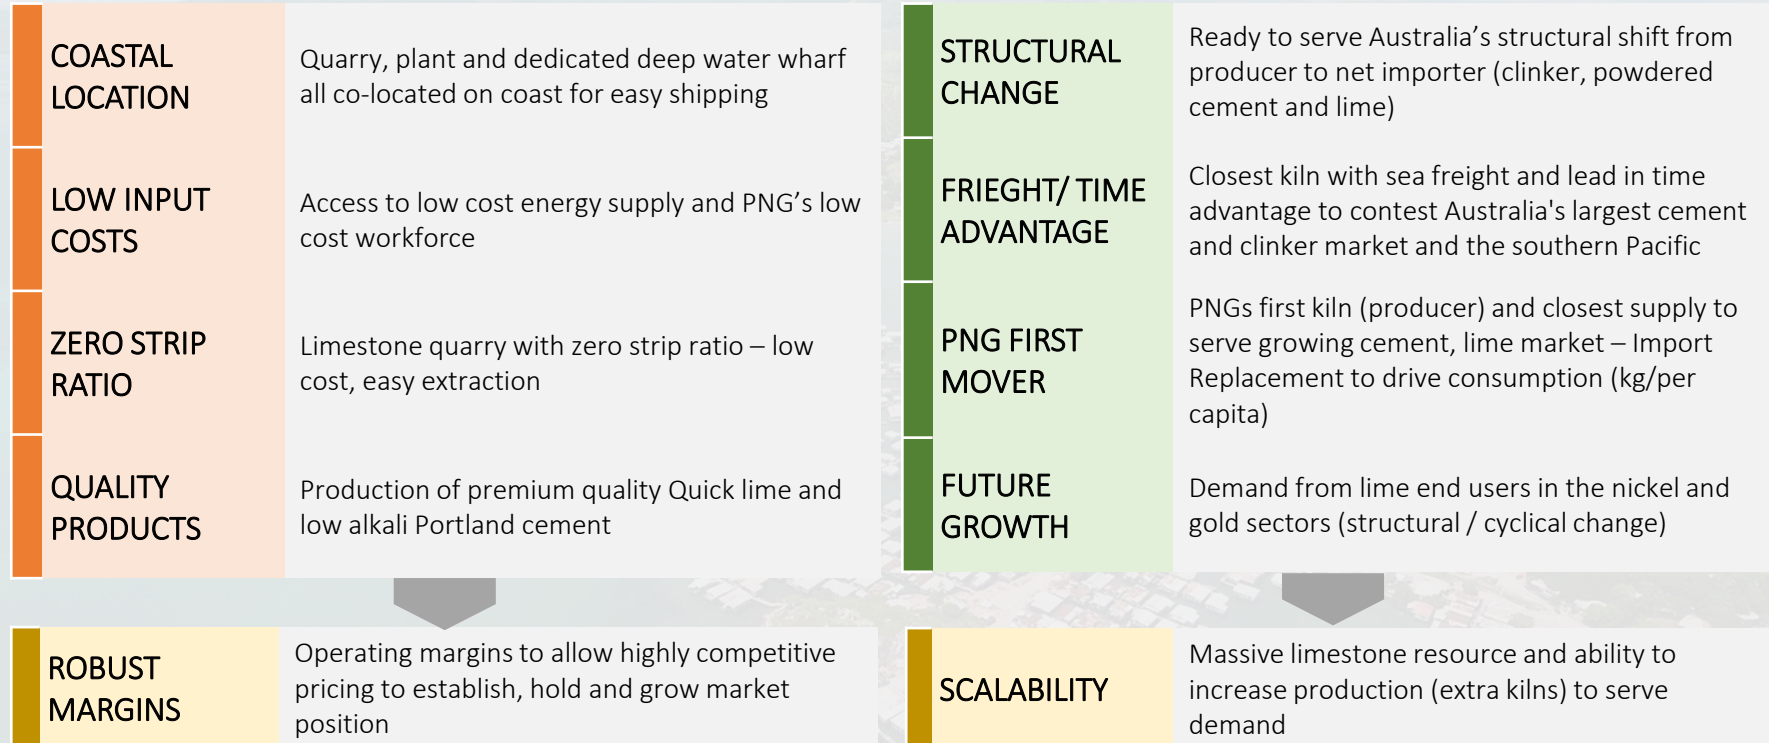 COASTAL
LOCATION
Quarry, plant and dedicated deep water wharf
all co-located on coast for easy shipping
LOW INPUT
COSTS
Access to low cost energy supply and PNG’s low
cost workforce
ZERO STRIP
RATIO
Limestone quarry with zero strip ratio – low
cost, easy extraction
QUALITY
PRODUCTS
Production of premium quality Quick lime and
low alkali Portland cement
ROBUST
MARGINS
Operating margins to allow highly competitive
pricing to establish, hold and grow market
position
STRUCTURAL
CHANGE
Ready to serve Australia’s structural shift from
producer to net importer (clinker, powdered
cement and lime)
FRIEGHT/ TIME
ADVANTAGE
Closest kiln with sea freight and lead in time
advantage to contest Australia's largest cement
and clinker market and the southern Pacific
PNG FIRST
MOVER
PNGs first kiln (producer) and closest supply to
serve growing cement, lime market – Import
Replacement to drive consumption (kg/per
capita)
FUTURE
GROWTH
Demand from lime end users in the nickel and
gold sectors (structural / cyclical change)
SCALABILITY
Massive limestone resource and ability to
increase production (extra kilns) to serve
demand